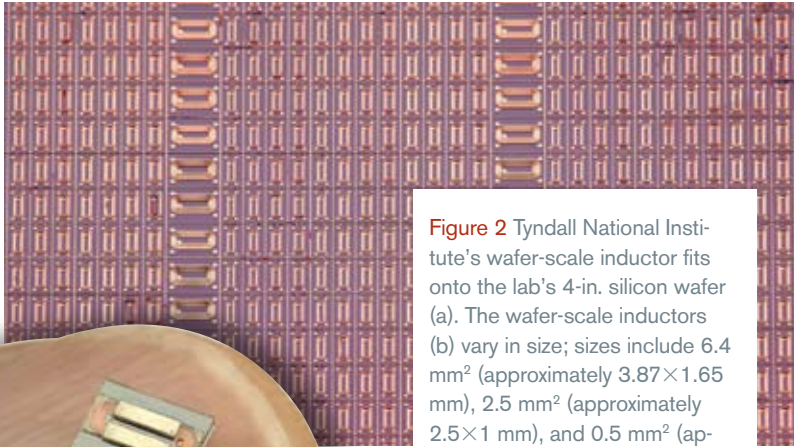 Figure 2 Tyndall National Insti-
tute's wafer-scale inductor fits
onto the lab's 4-in. silicon wafer
(a). The wafer-scale inductors
(b) vary in size; sizes include 6.4
mm² (approximately 3.87×1.65
mm), 2.5 mm² (approximately
2.5×1 mm), and 0.5 mm² (ap-